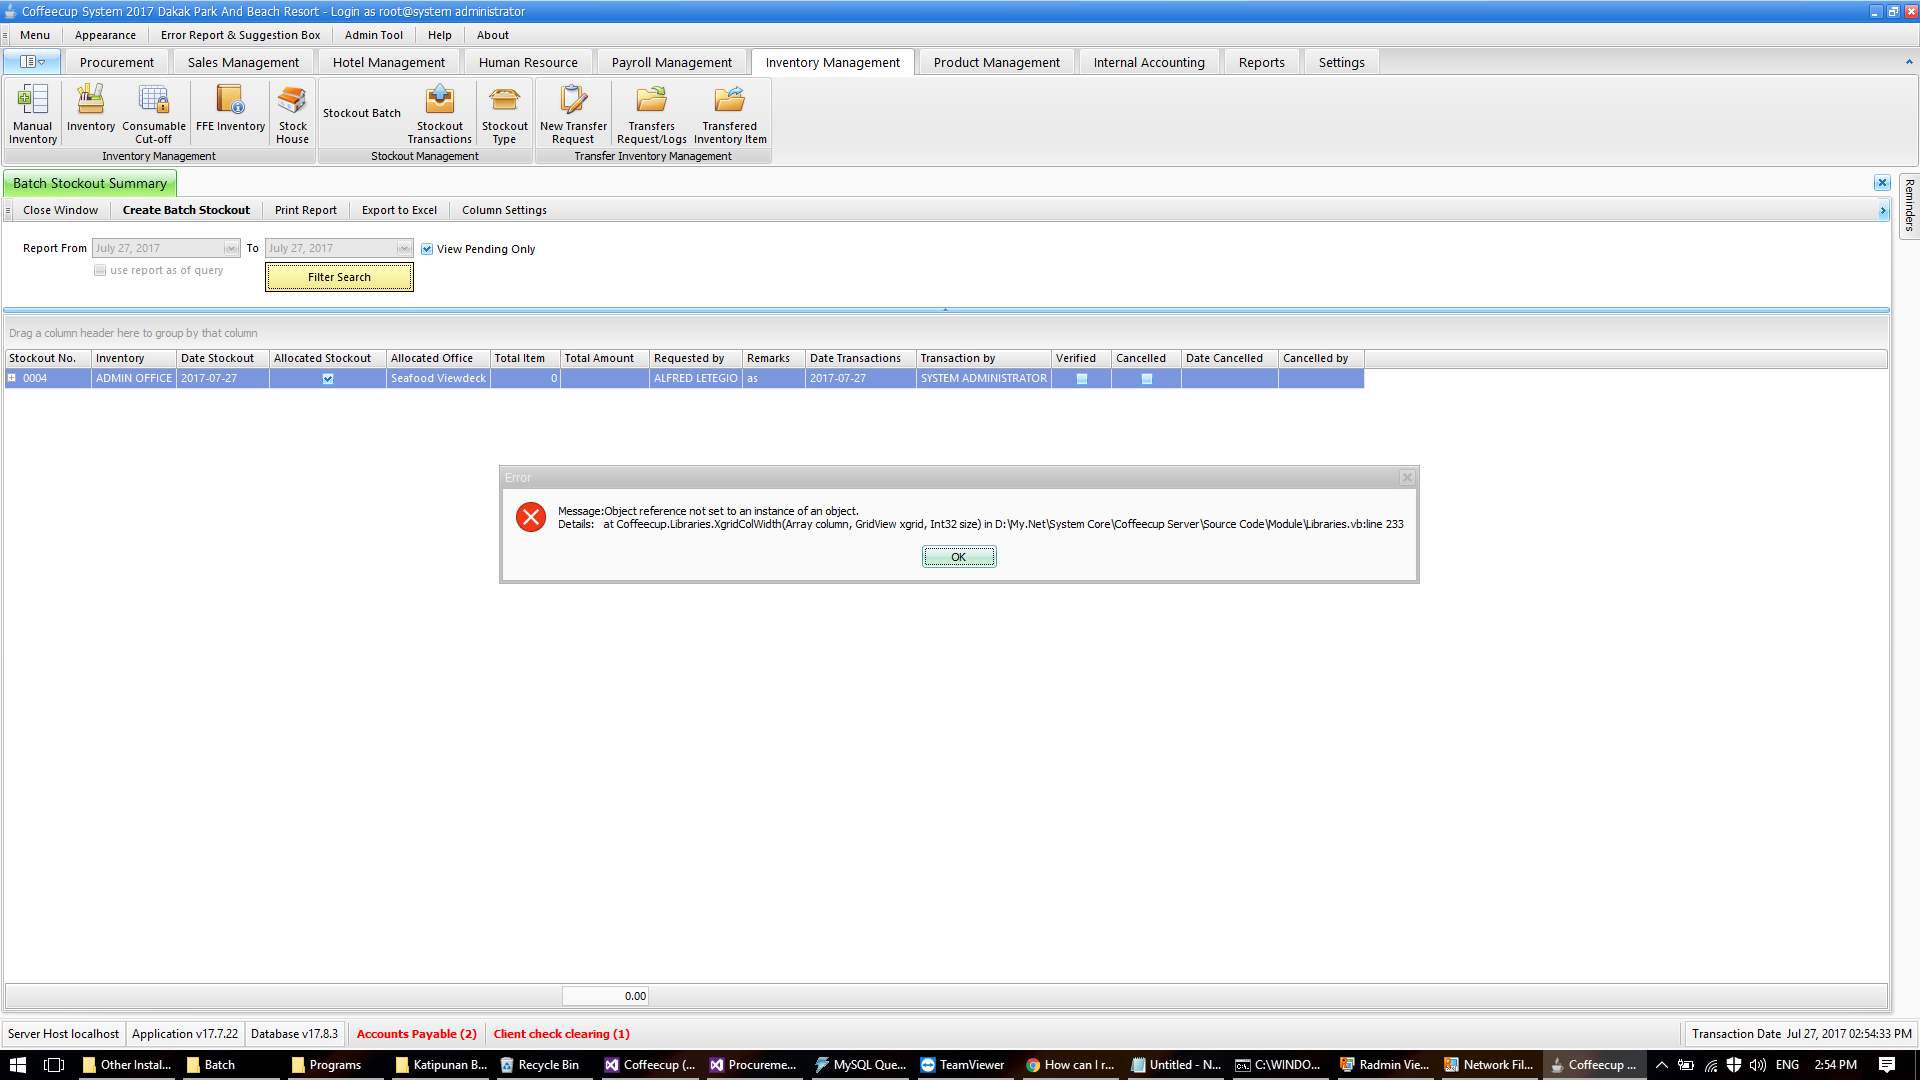 Coffeecup System 2017 Dakak Park And Beach Resort - Login as root@system administrator
Menu Appearance Error Report & Suggestion Box Admin Tool Help About
Procurement Sales Management Hotel Management Human Resource Payroll Management Inventory Management Product Management Internal Accounting Reports Settings
Manual Inventory
Inventory
Consumable Cut-off
FFE Inventory
Stock House
Stockout Batch
Stockout Transactions
Stockout Type
New Transfer Request
Transfers Request/Logs
Transfered Inventory Item
Inventory Management Stockout Management Transfer Inventory Management
Batch Stockout Summary
Reminders
Close Window Create Batch Stockout Print Report Export to Excel Column Settings
Report From July 27, 2017 To July 27, 2017 View Pending Only
use report as of query
Filter Search
Drag a column header here to group by that column
Stockout No. Inventory Date Stockout Allocated Stockout Allocated Office Total Item Total Amount Requested by Remarks Date Transactions Transaction by Verified Cancelled Date Cancelled Cancelled by
0004 ADMIN OFFICE 2017-07-27 Seafood Viewdeck 0 ALFRED LETEGIO as 2017-07-27 SYSTEM ADMINISTRATOR
Error
Message:Object reference not set to an instance of an object.
Details: at Coffeecup.Libraries.XgridColWidth(Array column, GridView xgrid, Int32 size) in D:\My.Net\System Core\Coffeecup Server\Source Code\Module\Libraries.vb:line 233
OK
0.00
Server Host localhost Application v17.7.22 Database v17.8.3 Accounts Payable (2) Client check clearing (1) Transaction Date Jul 27, 2017 02:54:33 PM
Other Instal... Batch Programs Katipunan B... Recycle Bin Coffeecup (... Procureme... MySQL Que... TeamViewer How can I r... Untitled - N... C:\WINDO... Radmin Vie... Network Fil... Coffeecup ... ENG 2:54 PM